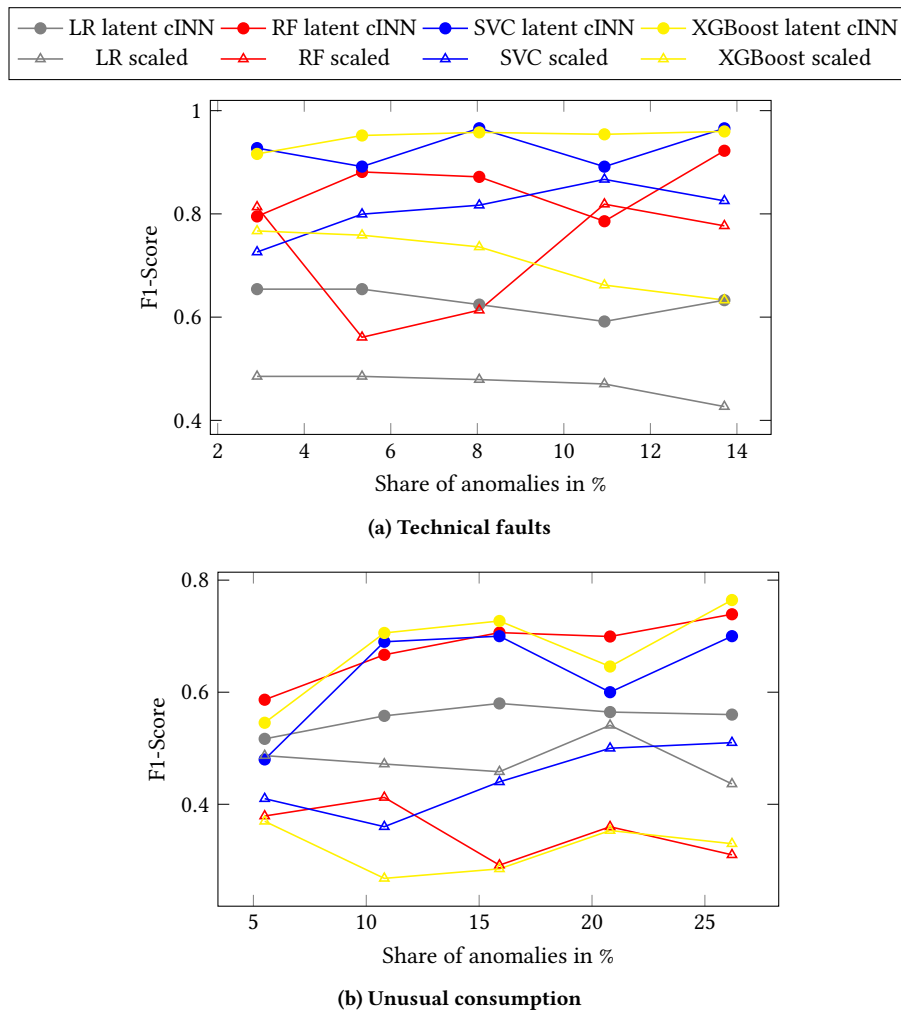 LR latent cINN RF latent cINN SVC latent cINN XGBoost latent cINN
LR scaled RF scaled SVC scaled XGBoost scaled
1
0.8
0.6
0.4
F1-Score
2 4 6 8 10 12 14
Share of anomalies in %
(a) Technical faults
0.8
0.6
0.4
F1-Score
5 10 15 20 25
Share of anomalies in %
(b) Unusual consumption